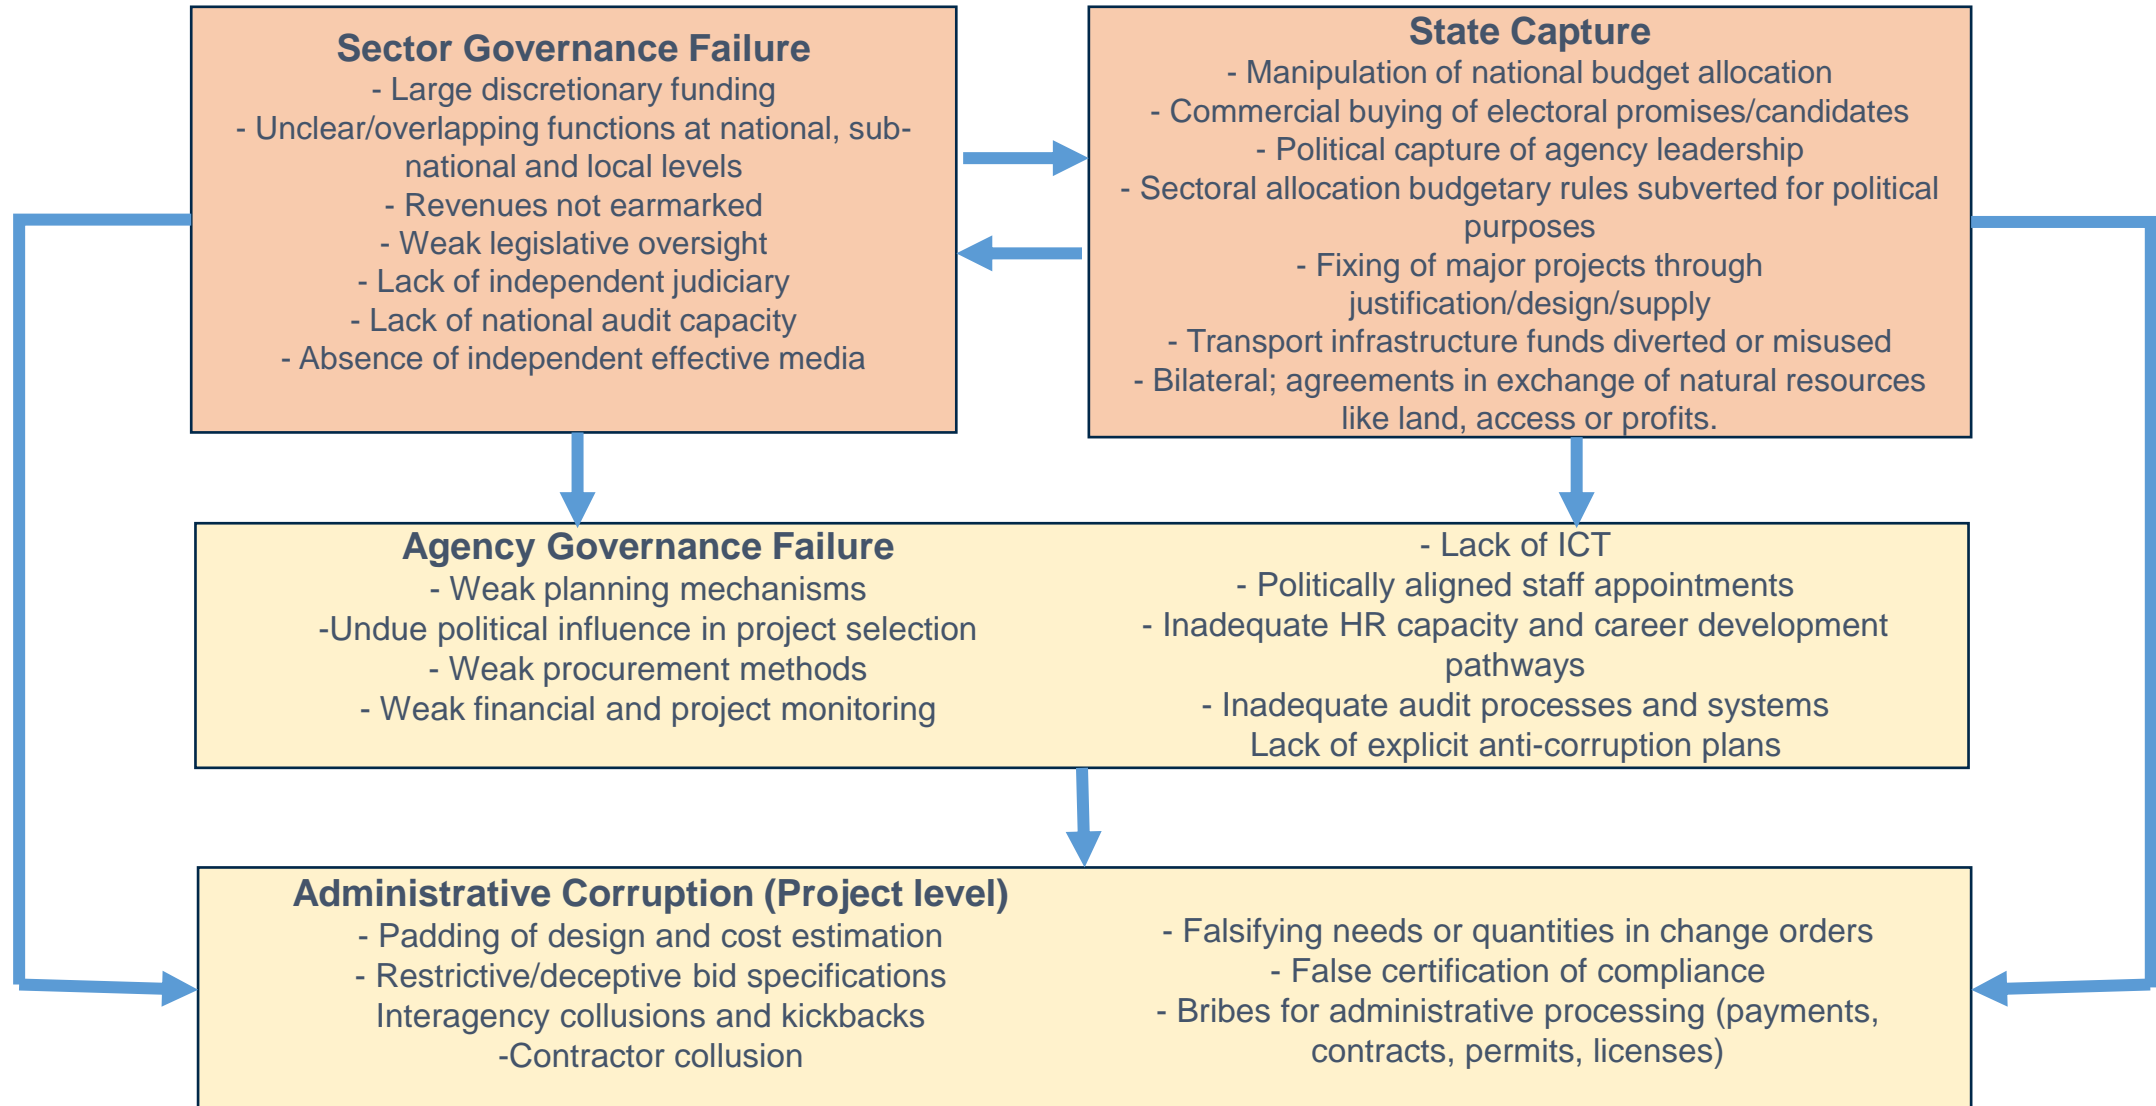 Sector Governance Failure
- Large discretionary funding
- Unclear/overlapping functions at national, sub-
national and local levels
- Revenues not earmarked
- Weak legislative oversight
- Lack of independent judiciary
- Lack of national audit capacity
- Absence of independent effective media
State Capture
- Manipulation of national budget allocation
- Commercial buying of electoral promises/candidates
- Political capture of agency leadership
- Sectoral allocation budgetary rules subverted for political
purposes
- Fixing of major projects through
justification/design/supply
- Transport infrastructure funds diverted or misused
- Bilateral; agreements in exchange of natural resources
like land, access or profits.
Agency Governance Failure
- Weak planning mechanisms
-Undue political influence in project selection
- Weak procurement methods
- Weak financial and project monitoring
- Lack of ICT
- Politically aligned staff appointments
- Inadequate HR capacity and career development
pathways
- Inadequate audit processes and systems
Lack of explicit anti-corruption plans
Administrative Corruption (Project level)
- Padding of design and cost estimation
- Restrictive/deceptive bid specifications
Interagency collusions and kickbacks
-Contractor collusion
- Falsifying needs or quantities in change orders
- False certification of compliance
- Bribes for administrative processing (payments,
contracts, permits, licenses)